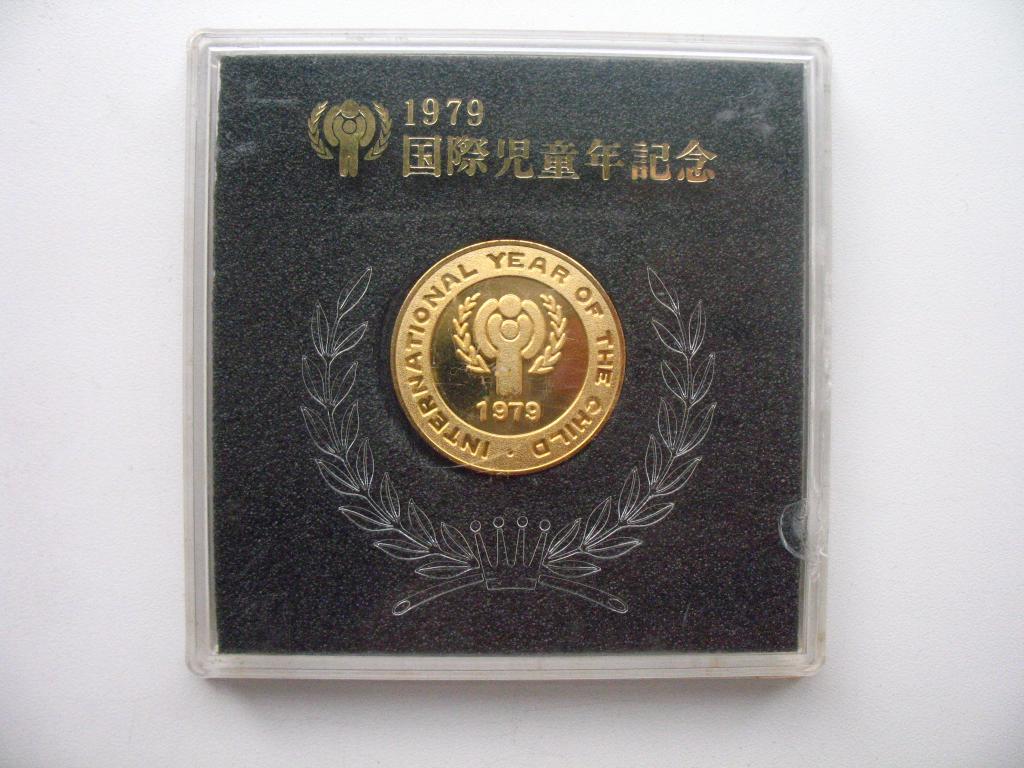 1979
国際児童年記念
INTERNATIONAL YEAR OF THE CHILD ·
1979